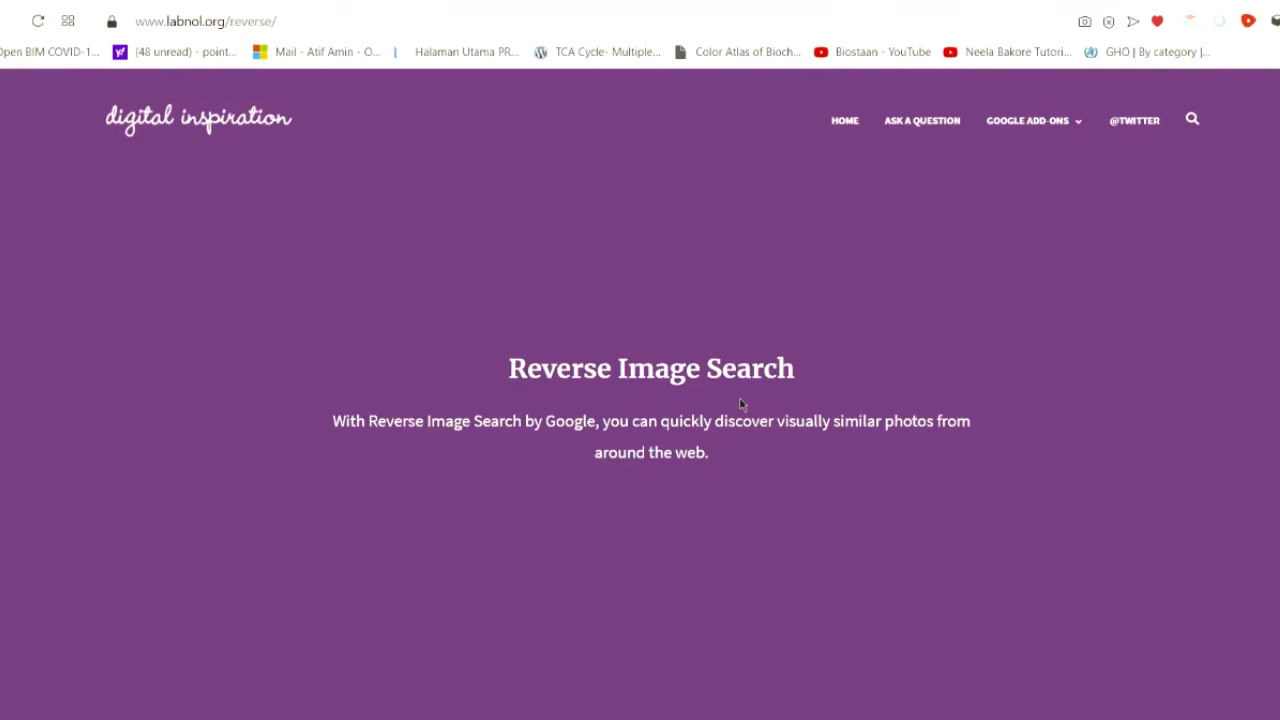 www.labnol.org/reverse/
Open BIM COVID-1... (48 unread) - point... Mail - Atif Amin - O... Halaman Utama PR... TCA Cycle- Multiple... Color Atlas of Bioch... Biostaan - YouTube Neela Bakore Tutori... GHO | By category |...
digital inspiration
HOME ASK A QUESTION GOOGLE ADD-ONS @TWITTER
Reverse Image Search
With Reverse Image Search by Google, you can quickly discover visually similar photos from
around the web.